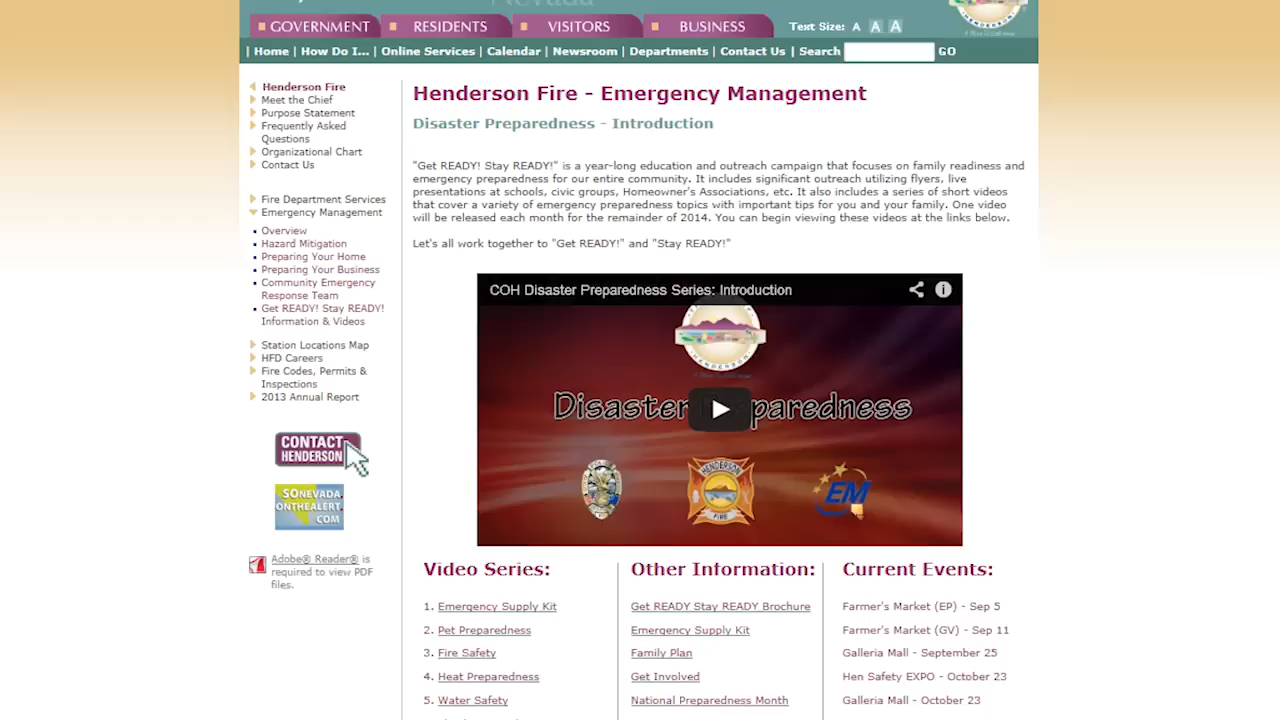 Nevada
GOVERNMENT RESIDENTS VISITORS BUSINESS Text Size: A A A
| Home | How Do I... | Online Services | Calendar | Newsroom | Departments | Contact Us | Search GO
Henderson Fire
Meet the Chief
Purpose Statement
Frequently Asked
Questions
Organizational Chart
Contact Us
Fire Department Services
Emergency Management
Overview
Hazard Mitigation
Preparing Your Home
Preparing Your Business
Community Emergency
Response Team
Get READY! Stay READY!
Information & Videos
Station Locations Map
HFD Careers
Fire Codes, Permits &
Inspections
2013 Annual Report
CONTACT
HENDERSON
SONEVADA
ONTHEALERT.
COM
Adobe® Reader® is
required to view PDF
files.
Henderson Fire - Emergency Management
Disaster Preparedness - Introduction
"Get READY! Stay READY!" is a year-long education and outreach campaign that focuses on family readiness and
emergency preparedness for our entire community. It includes significant outreach utilizing flyers, live
presentations at schools, civic groups, Homeowner's Associations, etc. It also includes a series of short videos
that cover a variety of emergency preparedness topics with important tips for you and your family. One video
will be released each month for the remainder of 2014. You can begin viewing these videos at the links below.
Let's all work together to "Get READY!" and "Stay READY!"
COH Disaster Preparedness Series: Introduction
HENDERSON
Disaster Preparedness
HENDERSON
FIRE
EM
Video Series:
1. Emergency Supply Kit
2. Pet Preparedness
3. Fire Safety
4. Heat Preparedness
5. Water Safety
Other Information:
Get READY Stay READY Brochure
Emergency Supply Kit
Family Plan
Get Involved
National Preparedness Month
Current Events:
Farmer's Market (EP) - Sep 5
Farmer's Market (GV) - Sep 11
Galleria Mall - September 25
Hen Safety EXPO - October 23
Galleria Mall - October 23